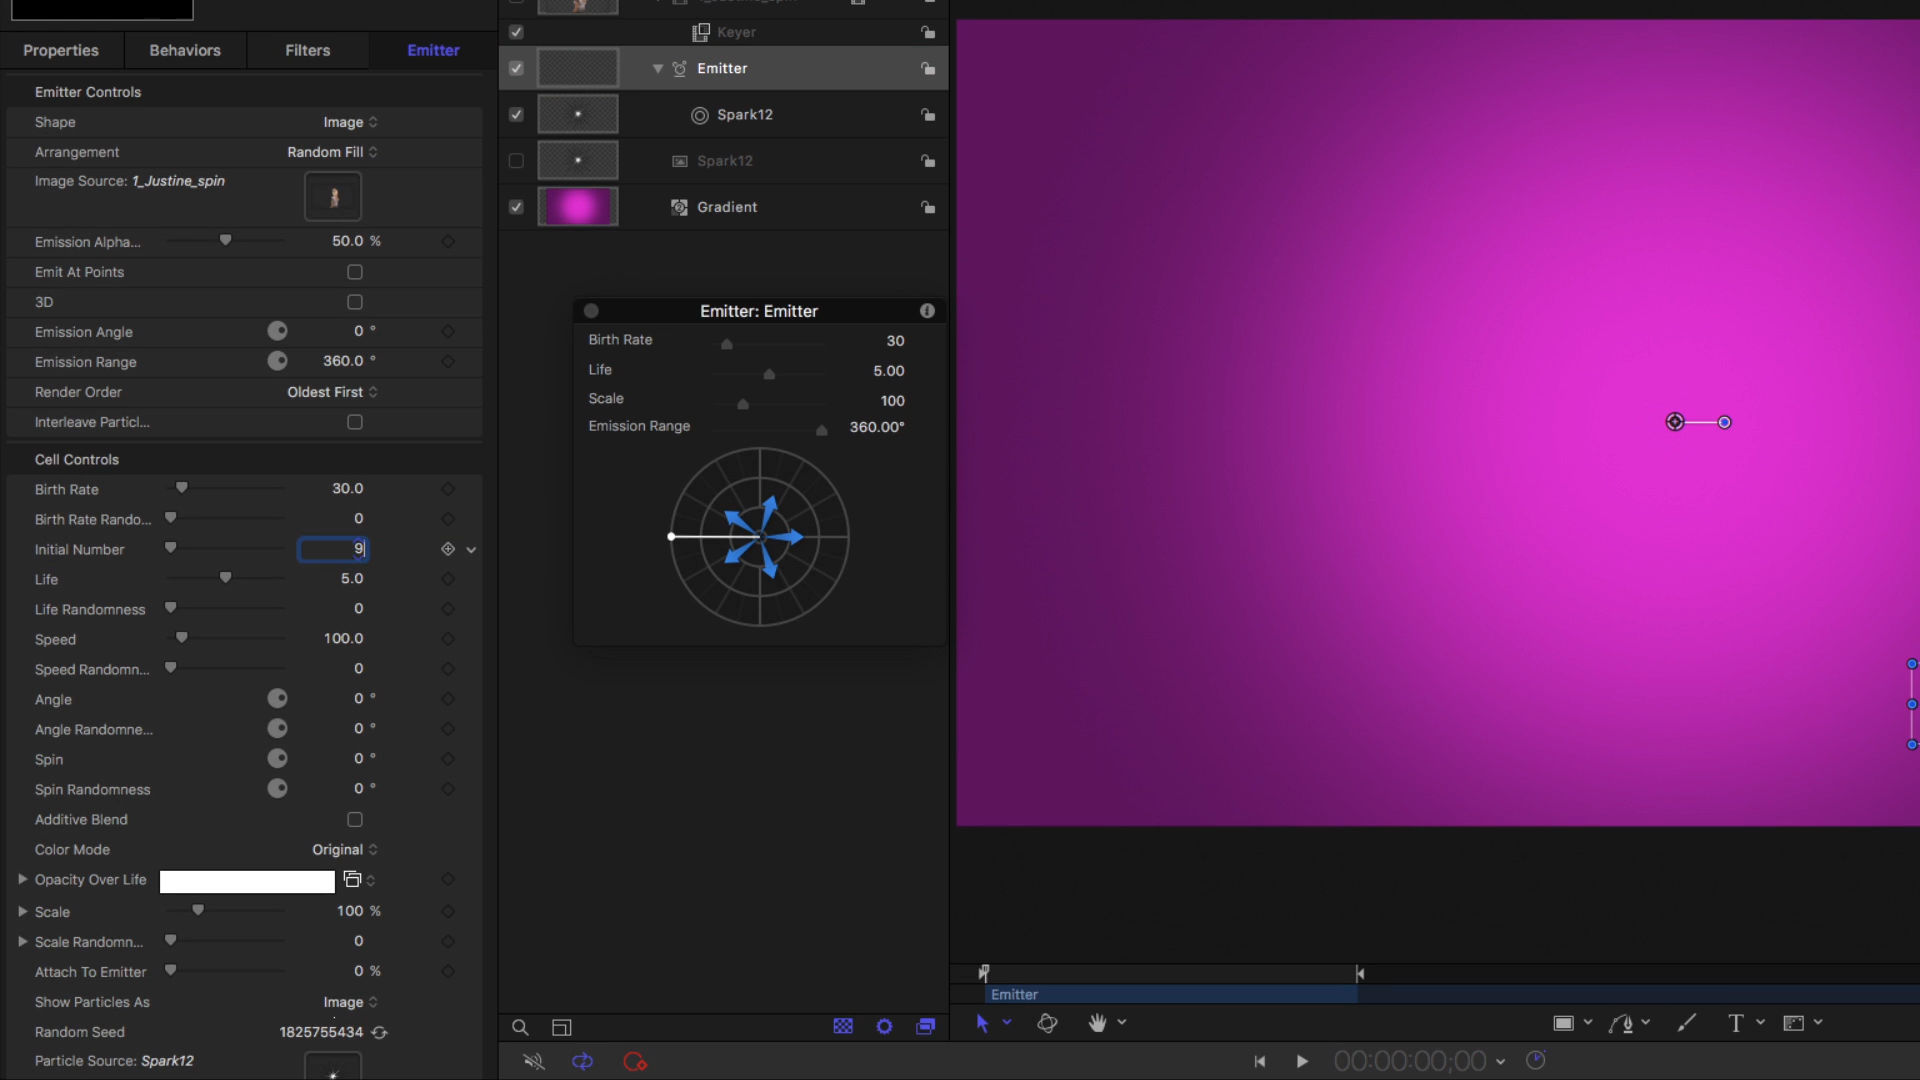 Properties
Behaviors
Filters
Emitter
Emitter Controls
Shape
Image
Arrangement
Random Fill
Image Source: 1_Justine_spin
Emission Alpha...
50.0 %
Emit At Points
3D
Emission Angle
0 °
Emission Range
360.0 °
Render Order
Oldest First
Interleave Particl...
Cell Controls
Birth Rate
30.0
Birth Rate Rando...
0
Initial Number
9
Life
5.0
Life Randomness
0
Speed
100.0
Speed Randomn...
0
Angle
0 °
Angle Randomne...
0 °
Spin
0 °
Spin Randomness
0 °
Additive Blend
Color Mode
Original
Opacity Over Life
Scale
100 %
Scale Randomn...
0
Attach To Emitter
0 %
Show Particles As
Image
Random Seed
1825755434
Particle Source: Spark12
1_Justine_spin
Keyer
Emitter
Spark12
Spark12
Gradient
Emitter: Emitter
Birth Rate
30
Life
5.00
Scale
100
Emission Range
360.00°
Emitter
T
00:00:00;00